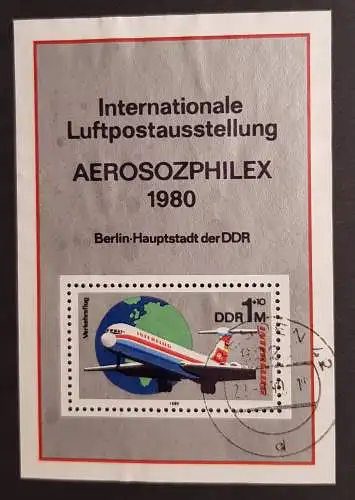 Internationale
Luftpostausstellung
AEROSOZPHILEX
1980
Berlin-Hauptstadt der DDR
Verkehrsflug
DDR 1+10 M
INTERFLUG
INTERFLUG
1980